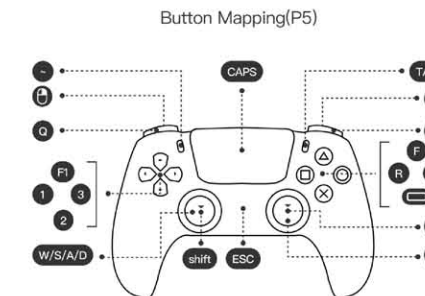 Button Mapping(P5)
~
CAPS
Q
F1
F
1
3
R
2
W/S/A/D
shift
ESC